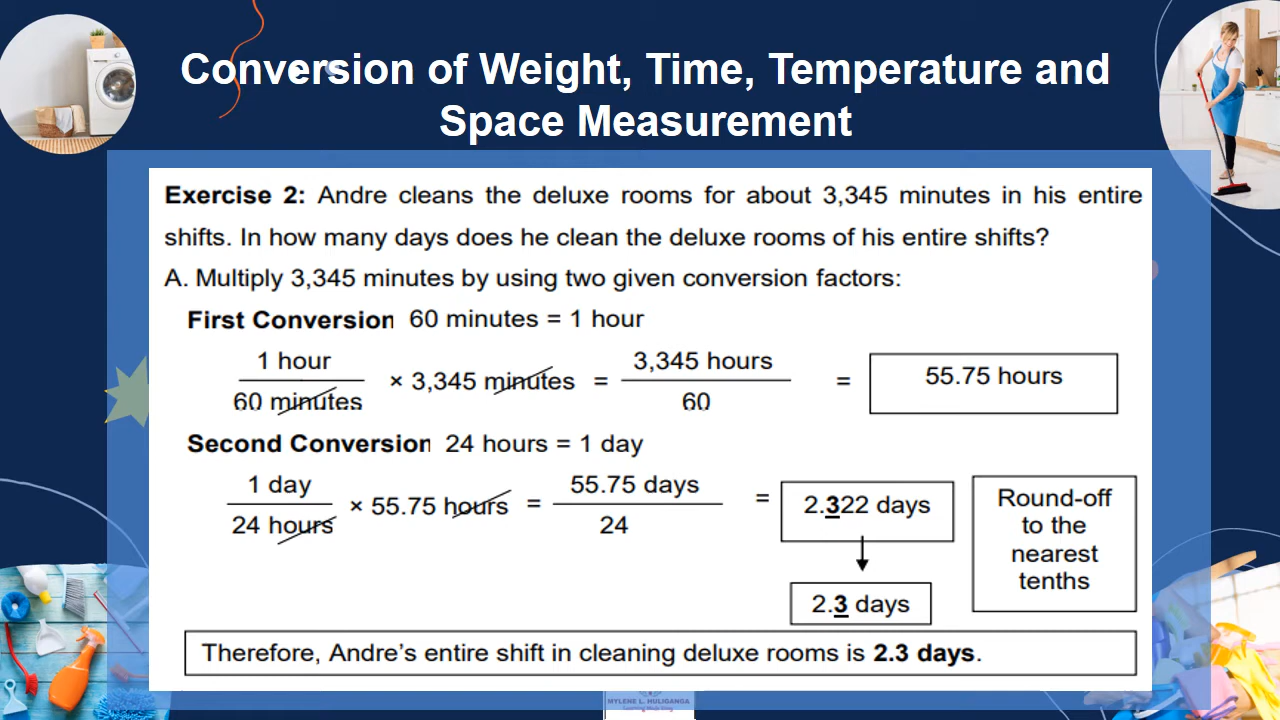 Conversion of Weight, Time, Temperature and
Space Measurement
Exercise 2: Andre cleans the deluxe rooms for about 3,345 minutes in his entire
shifts. In how many days does he clean the deluxe rooms of his entire shifts?
A. Multiply 3,345 minutes by using two given conversion factors:
First Conversion 60 minutes = 1 hour
1 hour
60 minutes
× 3,345 minutes =
3,345 hours
60
=
55.75 hours
Second Conversion 24 hours = 1 day
1 day
24 hours
× 55.75 hours =
55.75 days
24
=
2.322 days
2.3 days
Round-off
to the
nearest
tenths
Therefore, Andre's entire shift in cleaning deluxe rooms is 2.3 days.
MYLENE L. HULIGANGA